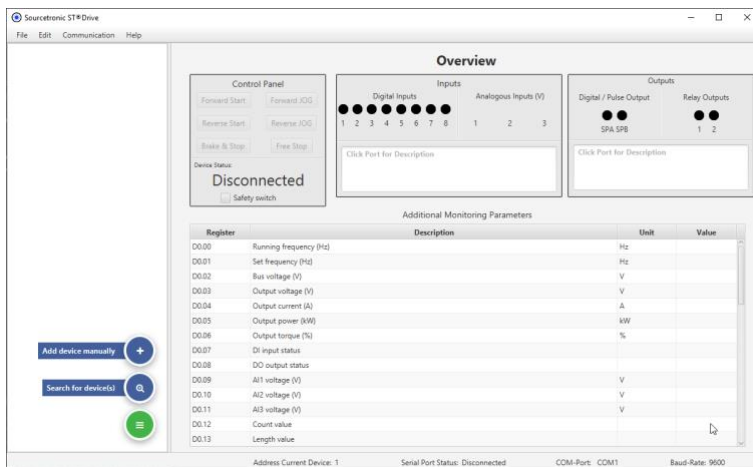 Sourcetronic ST®Drive
File Edit Communication Help
Overview
Control Panel
Forward Start Forward JOG
Reverse Start Reverse JOG
Brake & Stop Free Stop
Device Status:
Disconnected
Safety switch
Inputs
Digital Inputs Analogous Inputs (V)
1 2 3 4 5 6 7 8 1 2 3
Click Port for Description
Outputs
Digital / Pulse Output Relay Outputs
SPA SPB 1 2
Click Port for Description
Additional Monitoring Parameters
Register Description Unit Value
D0.00 Running frequency (Hz) Hz
D0.01 Set frequency (Hz) Hz
D0.02 Bus voltage (V) V
D0.03 Output voltage (V) V
D0.04 Output current (A) A
D0.05 Output power (kW) kW
D0.06 Output torque (%) %
D0.07 DI input status
D0.08 DO output status
D0.09 AI1 voltage (V) V
D0.10 AI2 voltage (V) V
D0.11 AI3 voltage (V) V
D0.12 Count value
D0.13 Length value
Add device manually
Search for device(s)
Address Current Device: 1 Serial Port Status: Disconnected COM-Port: COM1 Baud-Rate: 9600